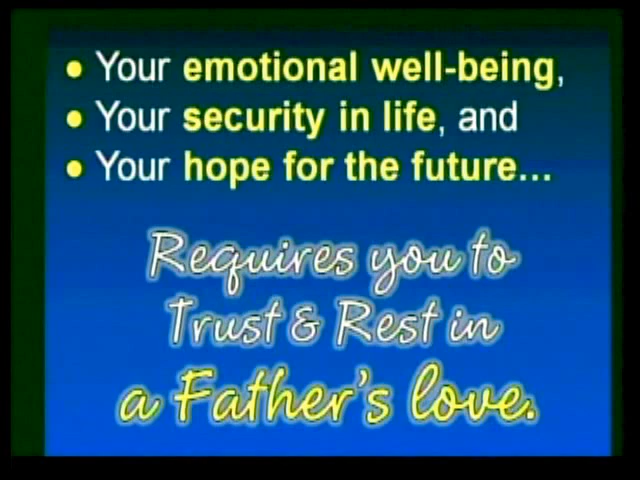 • Your emotional well-being,
• Your security in life, and
• Your hope for the future...
Requires you to
Trust & Rest in
a Father's love.